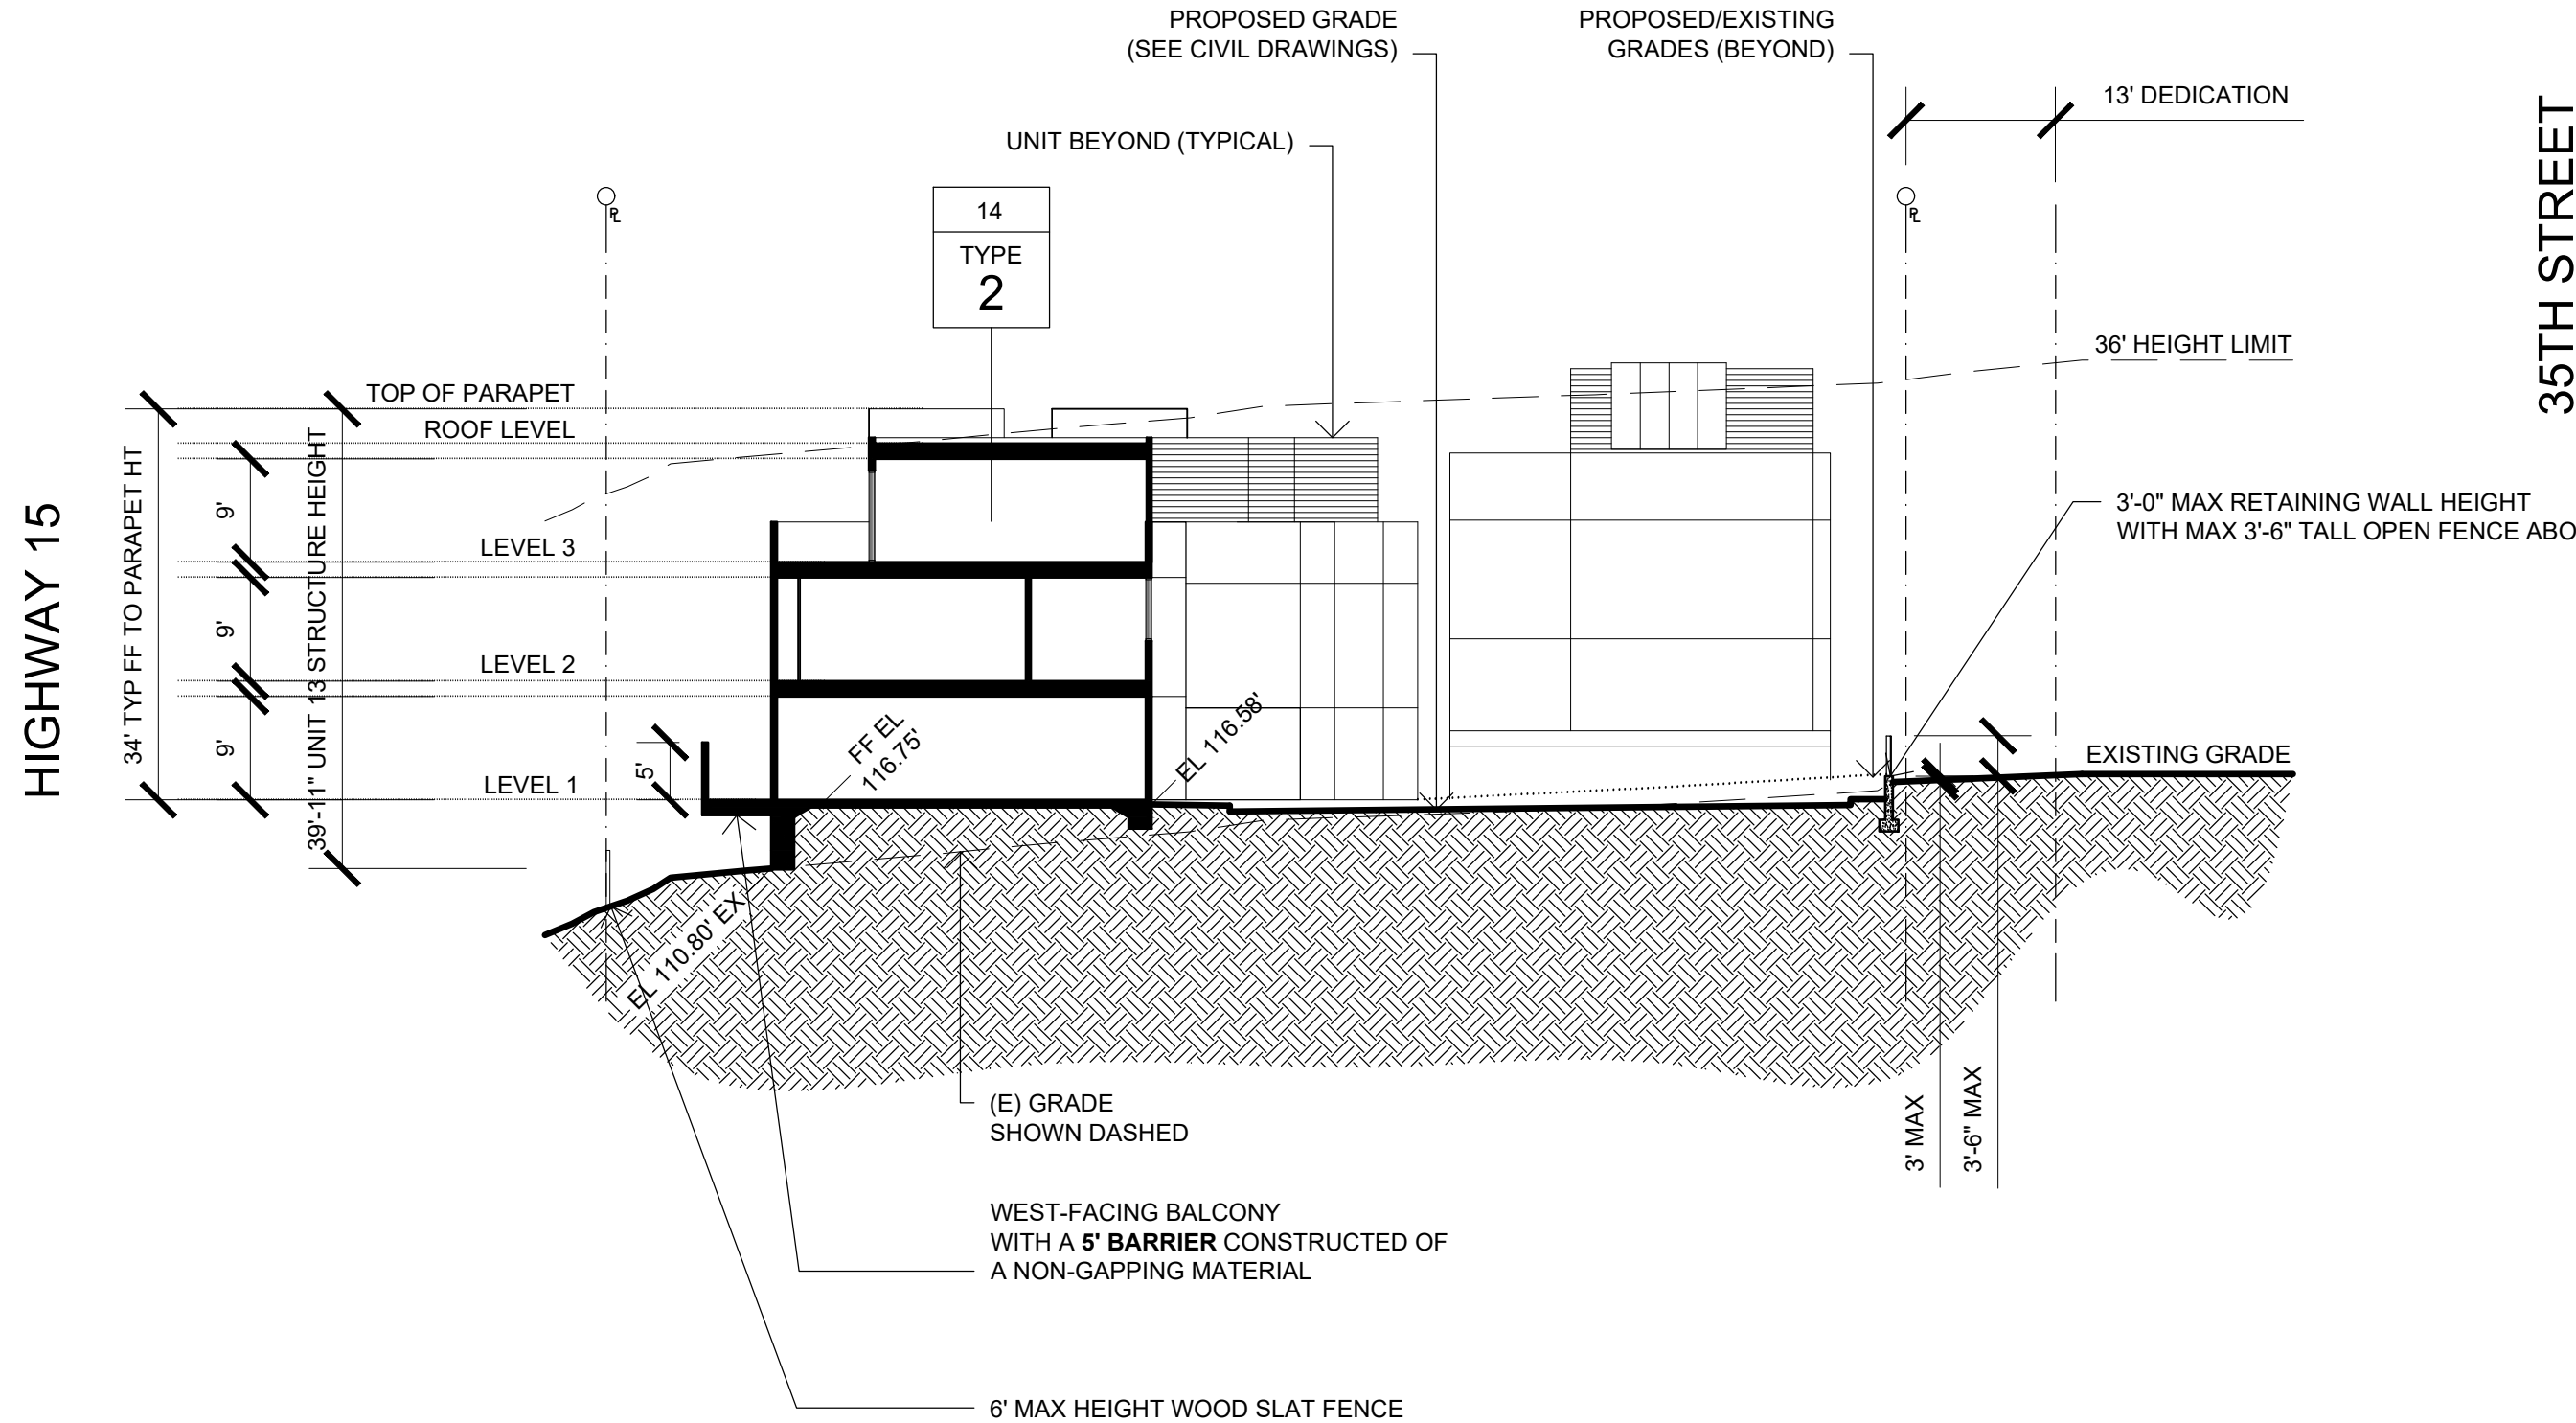 PROPOSED GRADE
(SEE CIVIL DRAWINGS)
PROPOSED/EXISTING
GRADES (BEYOND)
13' DEDICATION
35TH STREET
UNIT BEYOND (TYPICAL)
14
TYPE
2
PL
PL
36' HEIGHT LIMIT
TOP OF PARAPET
ROOF LEVEL
HIGHWAY 15
34' TYP FF TO PARAPET HT
9'
9'
9'
39'-11" UNIT 13 STRUCTURE HEIGHT
LEVEL 3
LEVEL 2
LEVEL 1
5'
FF EL
116.75'
EL 116.58'
3'-0" MAX RETAINING WALL HEIGHT
WITH MAX 3'-6" TALL OPEN FENCE ABO
EXISTING GRADE
EL 110.80' EX
3' MAX
3'-6" MAX
(E) GRADE
SHOWN DASHED
WEST-FACING BALCONY
WITH A 5' BARRIER CONSTRUCTED OF
A NON-GAPPING MATERIAL
6' MAX HEIGHT WOOD SLAT FENCE